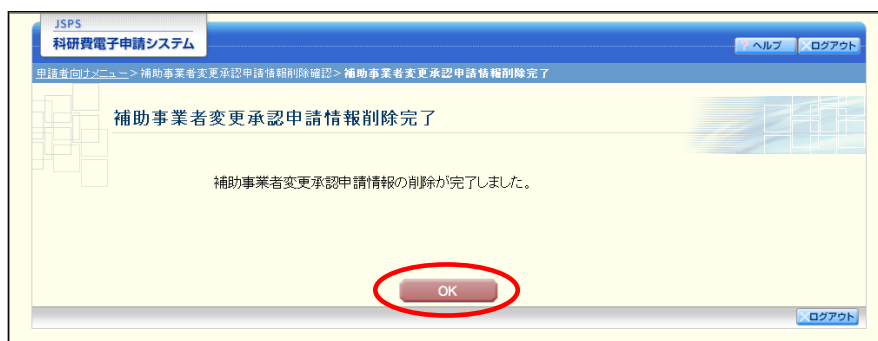 JSPS
科研費電子申請システム
? ヘルプ
×ログアウト
申請者向けメニュー>補助事業者変更承認申請情報削除確認>補助事業者変更承認申請情報削除完了
補助事業者変更承認申請情報削除完了
補助事業者変更承認申請情報の削除が完了しました。
OK
×ログアウト